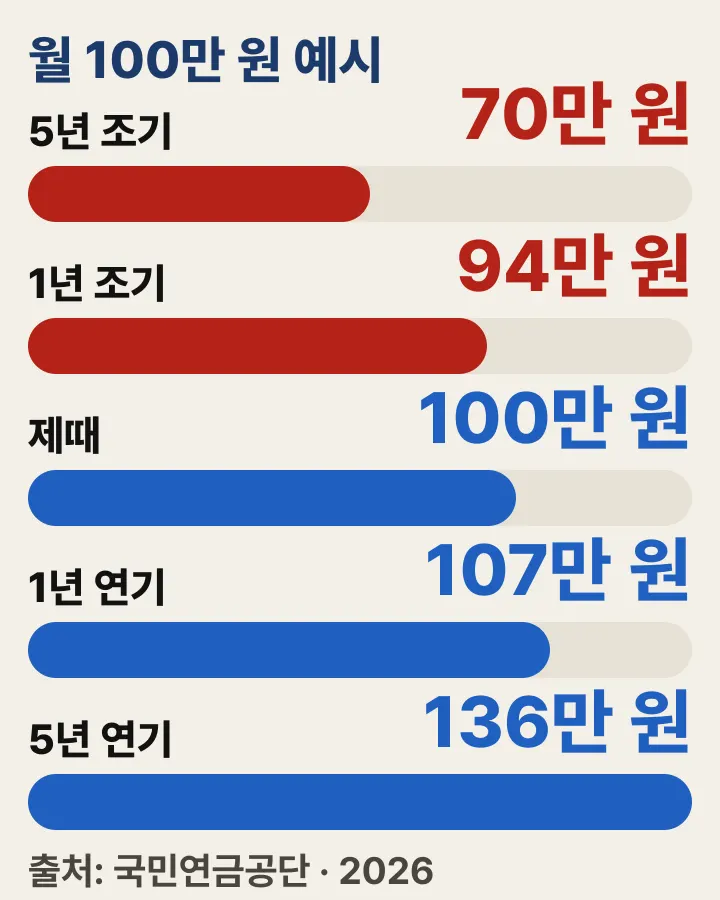 월 100만 원 예시
5년 조기 70만 원
1년 조기 94만 원
제때 100만 원
1년 연기 107만 원
5년 연기 136만 원
출처: 국민연금공단 · 2026